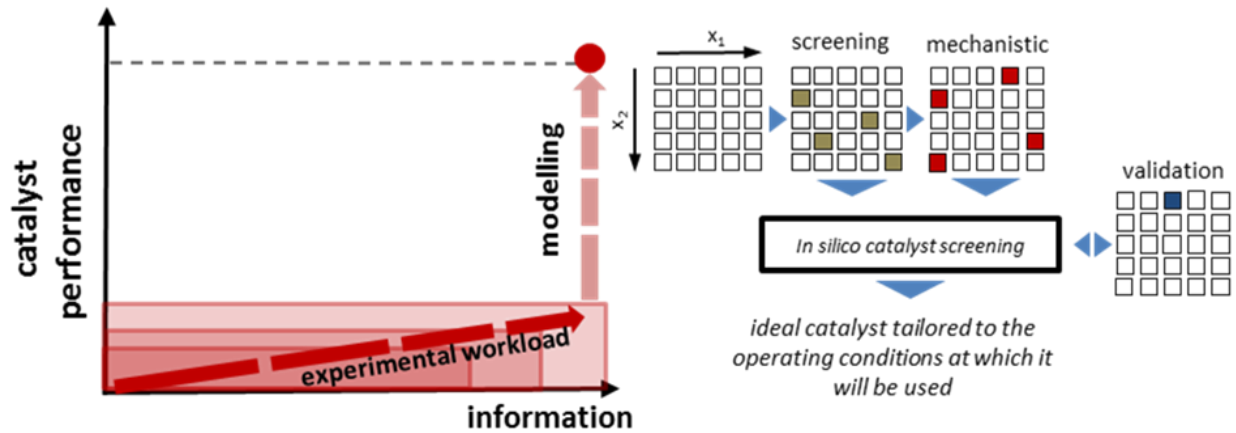 catalyst
performance
modelling
experimental workload
information
x1
x2
screening
mechanistic
validation
In silico catalyst screening
ideal catalyst tailored to the
operating conditions at which it
will be used